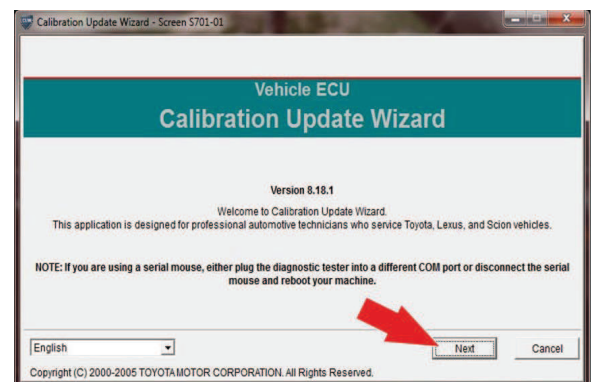 Calibration Update Wizard - Screen S701-01
Vehicle ECU
Calibration Update Wizard
Version 8.18.1
Welcome to Calibration Update Wizard.
This application is designed for professional automotive technicians who service Toyota, Lexus, and Scion vehicles.
NOTE: If you are using a serial mouse, either plug the diagnostic tester into a different COM port or disconnect the serial
mouse and reboot your machine.
English
Next
Cancel
Copyright (C) 2000-2005 TOYOTA MOTOR CORPORATION. All Rights Reserved.